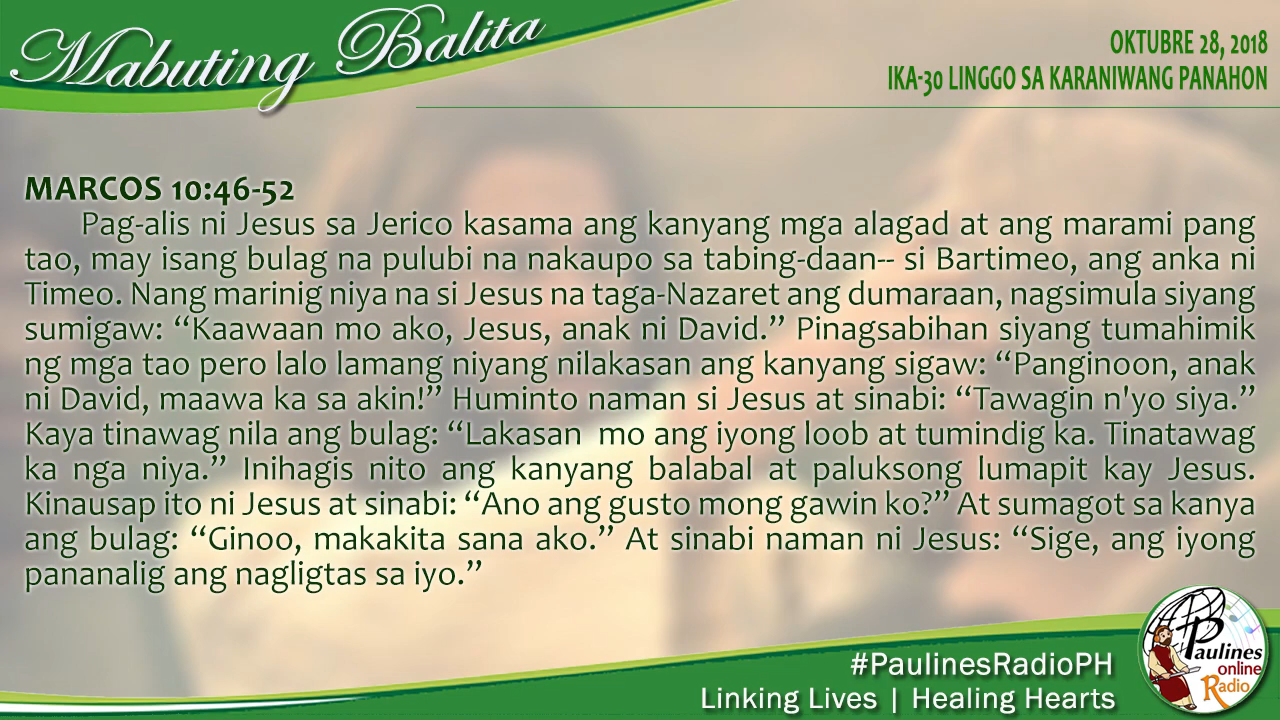 Mabuting Balita
OKTUBRE 28, 2018
IKA-30 LINGGO SA KARANIWANG PANAHON
MARCOS 10:46-52
Pag-alis ni Jesus sa Jerico kasama ang kanyang mga alagad at ang marami pang
tao, may isang bulag na pulubi na nakaupo sa tabing-daan-- si Bartimeo, ang anka ni
Timeo. Nang marinig niya na si Jesus na taga-Nazaret ang dumaraan, nagsimula siyang
sumigaw: “Kaawaan mo ako, Jesus, anak ni David.” Pinagsabihan siyang tumahimik
ng mga tao pero lalo lamang niyang nilakasan ang kanyang sigaw: “Panginoon, anak
ni David, maawa ka sa akin!” Huminto naman si Jesus at sinabi: “Tawagin n'yo siya.”
Kaya tinawag nila ang bulag: “Lakasan  mo ang iyong loob at tumindig ka. Tinatawag
ka nga niya.” Inihagis nito ang kanyang balabal at paluksong lumapit kay Jesus.
Kinausap ito ni Jesus at sinabi: “Ano ang gusto mong gawin ko?” At sumagot sa kanya
ang bulag: “Ginoo, makakita sana ako.” At sinabi naman ni Jesus: “Sige, ang iyong
pananalig ang nagligtas sa iyo.”
#PaulinesRadioPH
Linking Lives | Healing Hearts
Paulines
online
Radio